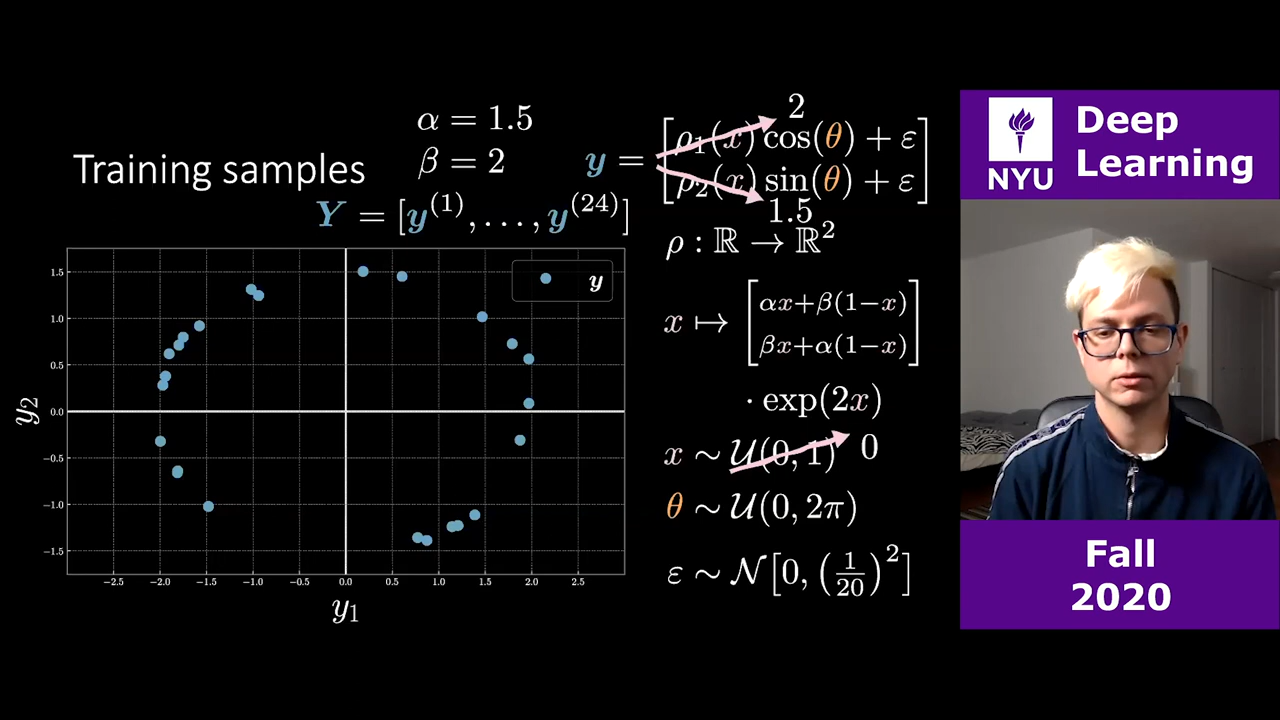 Training samples
α = 1.5
β = 2
Y = [y^(1), . . . , y^(24)]
y = [ρ₁(x) cos(θ) + ε
ρ₂(x) sin(θ) + ε]
2
1.5
ρ : ℝ → ℝ²
x ↦ [αx+β(1−x)
βx+α(1−x)]
· exp(2x)
x ∼ 𝒰(0, 1) 0
θ ∼ 𝒰(0, 2π)
ε ∼ 𝒩[0, (1/20)²]
y
y₂
1.5
1.0
0.5
0.0
−0.5
−1.0
−1.5
−2.5 −2.0 −1.5 −1.0 −0.5 0.0 0.5 1.0 1.5 2.0 2.5
y₁
NYU
Deep
Learning
Fall
2020